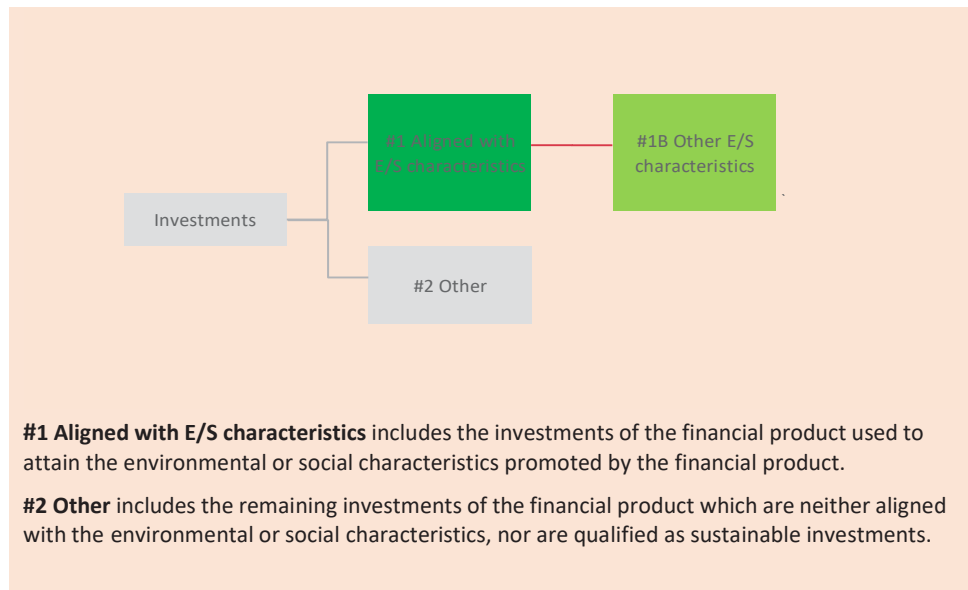 #1 Aligned with
E/S characteristics
#1B Other E/S
characteristics
Investments
#2 Other
#1 Aligned with E/S characteristics includes the investments of the financial product used to
attain the environmental or social characteristics promoted by the financial product.
#2 Other includes the remaining investments of the financial product which are neither aligned
with the environmental or social characteristics, nor are qualified as sustainable investments.